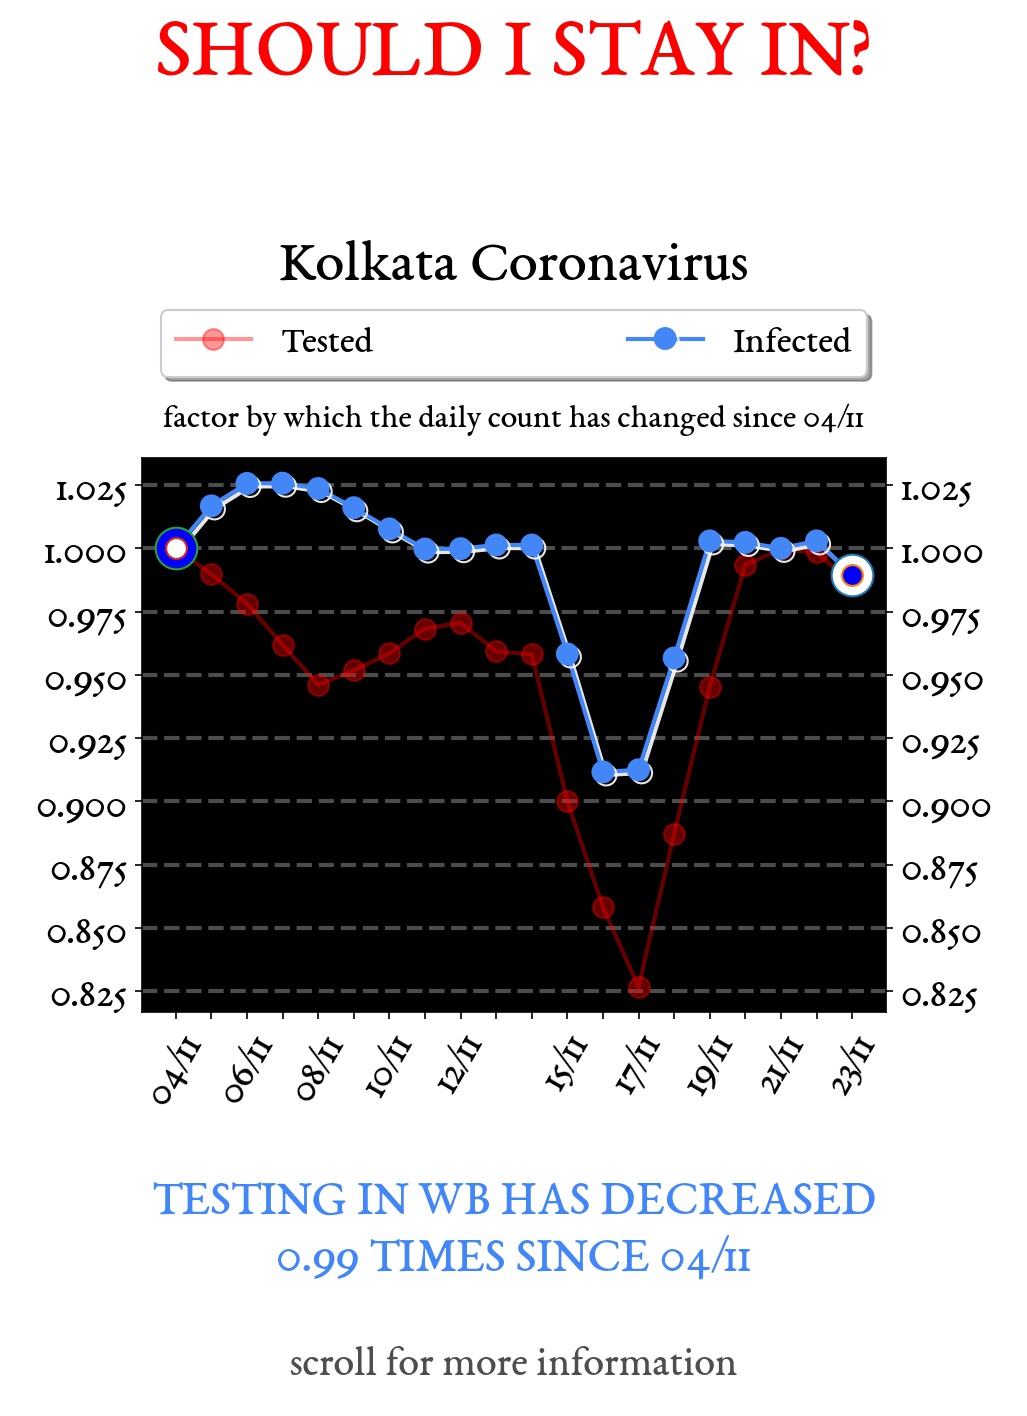 SHOULD I STAY IN?
Kolkata Coronavirus
Tested Infected
factor by which the daily count has changed since 04/11
1.025 1.025
1.000 1.000
0.975 0.975
0.950 0.950
0.925 0.925
0.900 0.900
0.875 0.875
0.850 0.850
0.825 0.825
04/11 06/11 08/11 10/11 12/11 15/11 17/11 19/11 21/11 23/11
TESTING IN WB HAS DECREASED
0.99 TIMES SINCE 04/11
scroll for more information